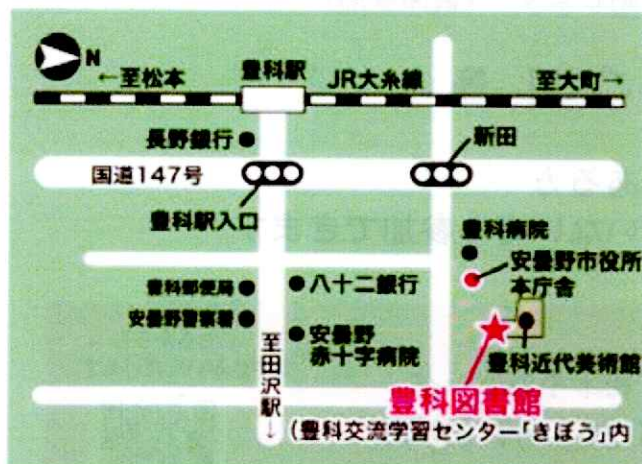 N
←至松本
豊科駅
JR大糸線
至大町→
長野銀行
新田
国道147号
豊科駅入口
豊科病院
安曇野市役所
本庁舎
豊科郵便局
八十二銀行
安曇野警察署
安曇野
赤十字病院
至田沢駅↓
豊科近代美術館
豊科図書館
(豊科交流学習センター「きぼう」内